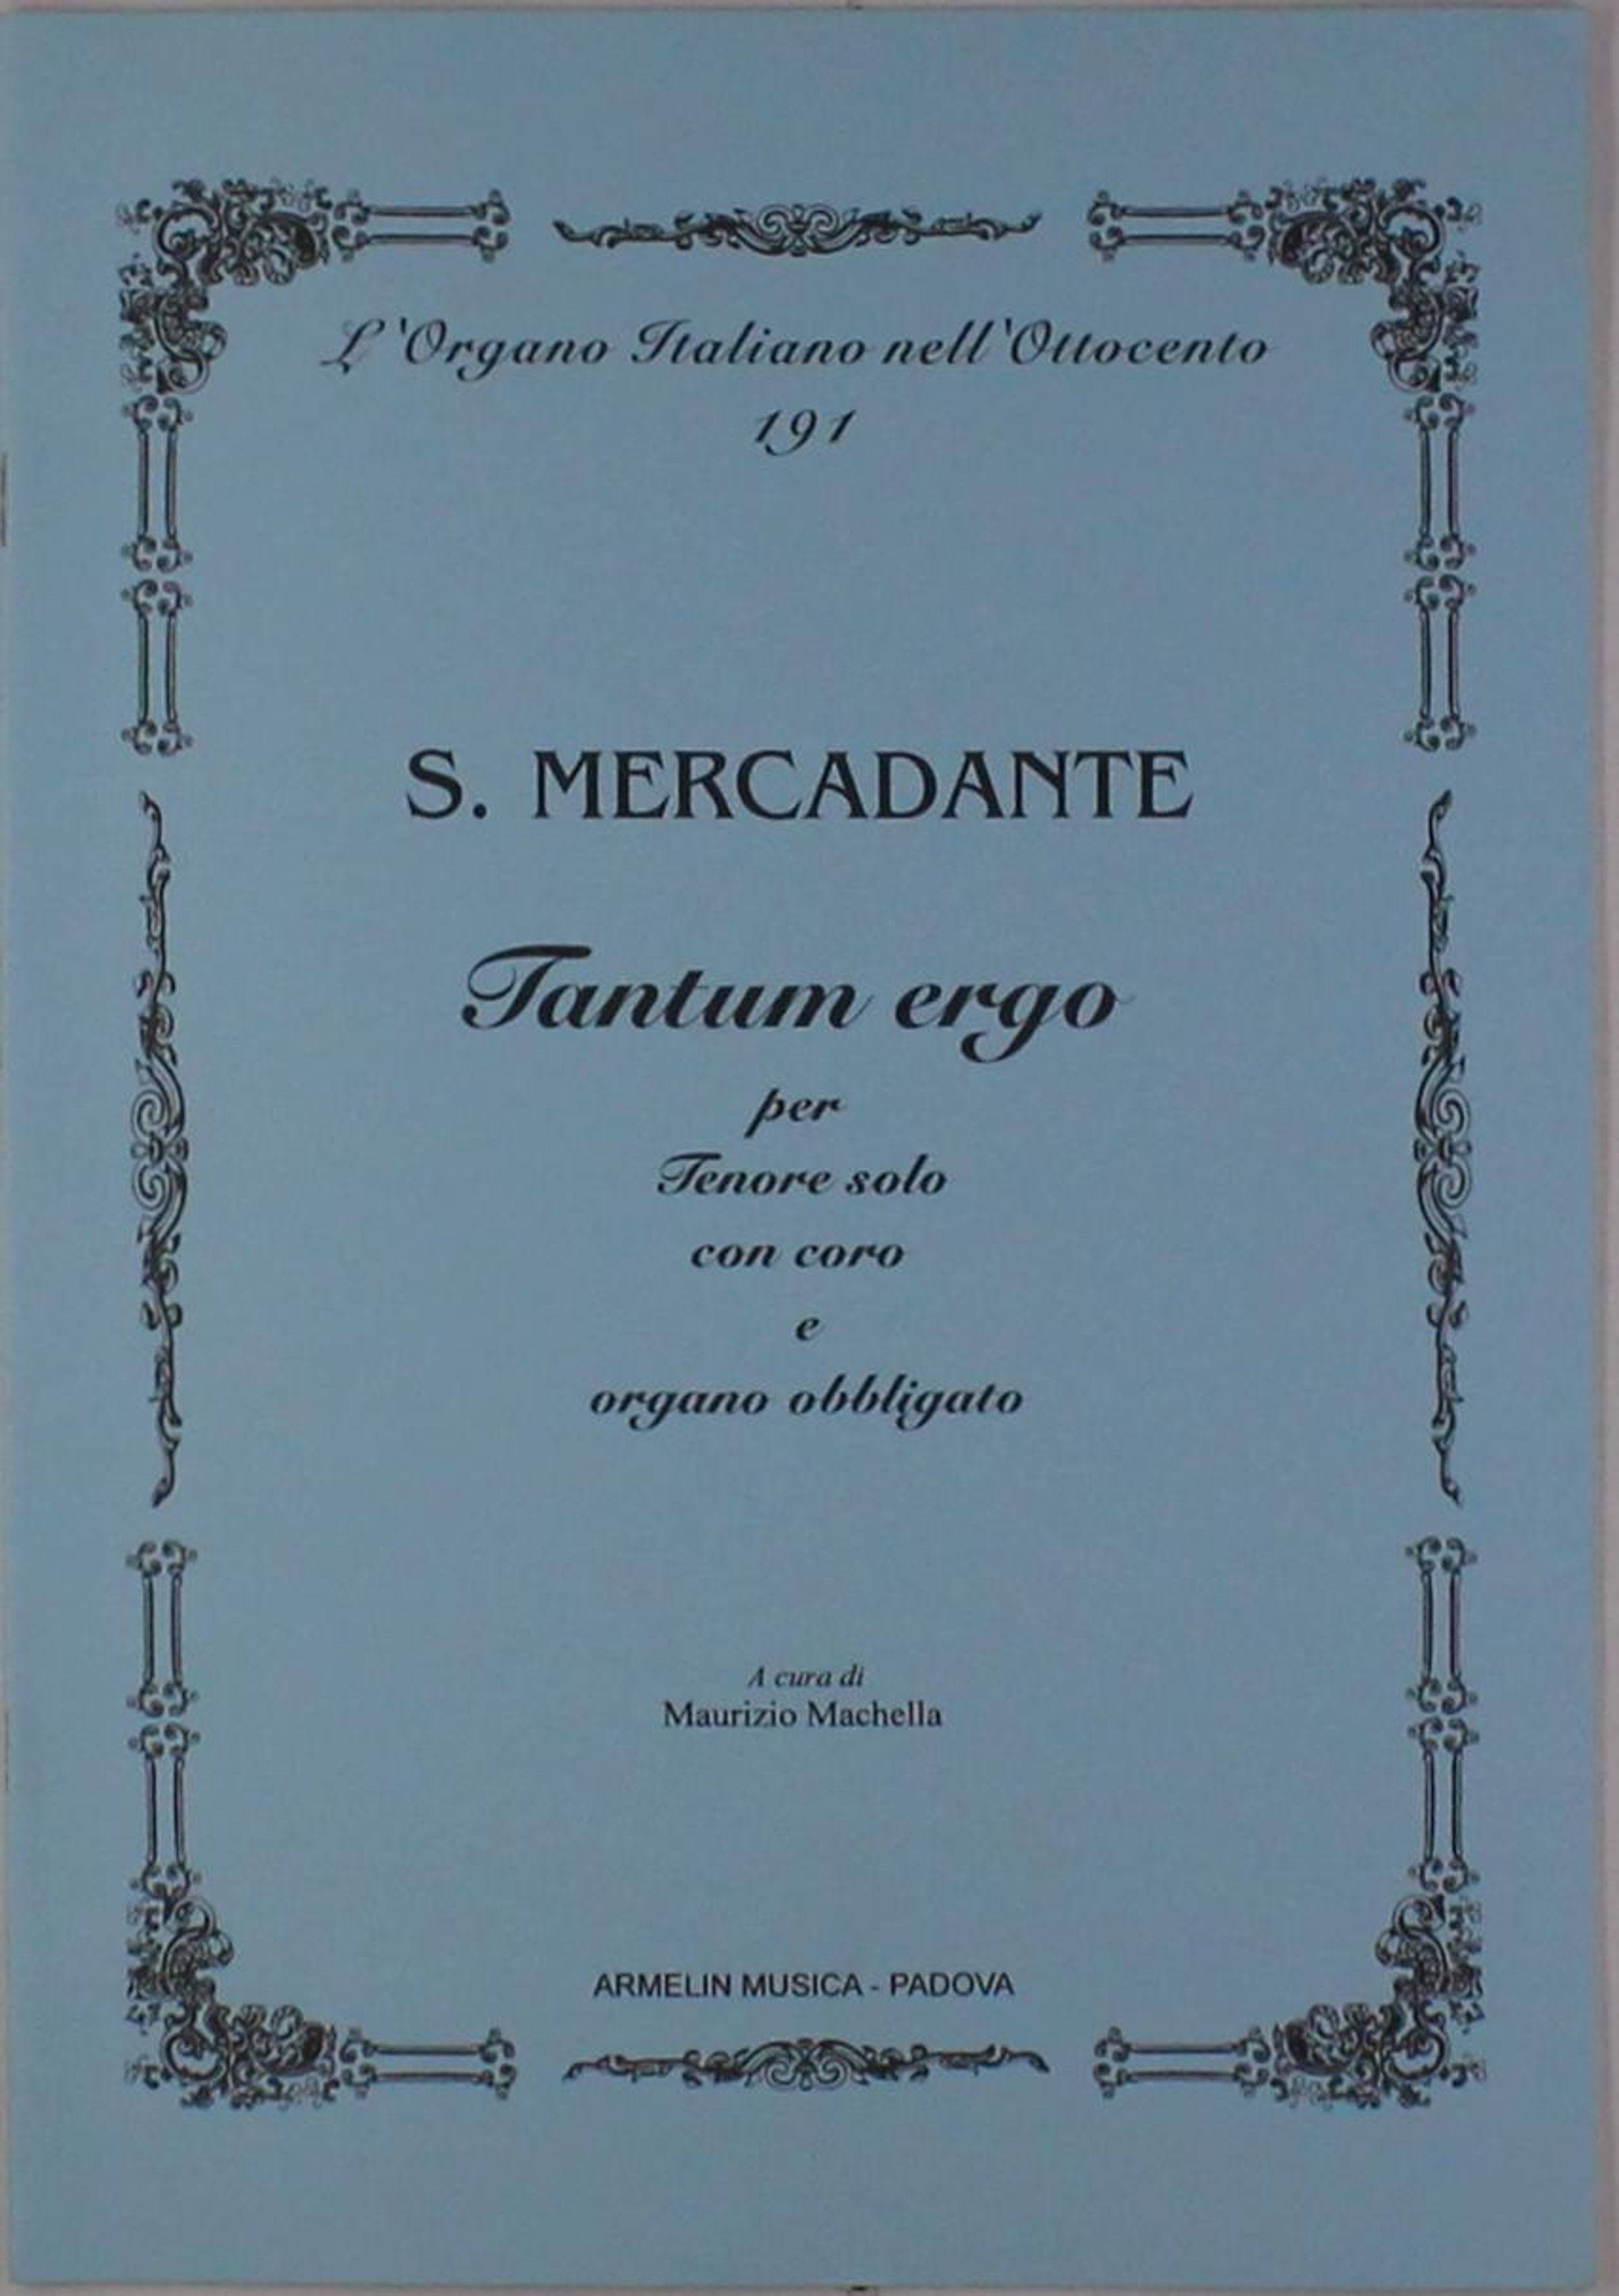 L'Organo Italiano nell'Ottocento
191
S. MERCADANTE
Tantum ergo
per
Tenore solo
con coro
e
organo obbligato
A cura di
Maurizio Machella
ARMELIN MUSICA - PADOVA